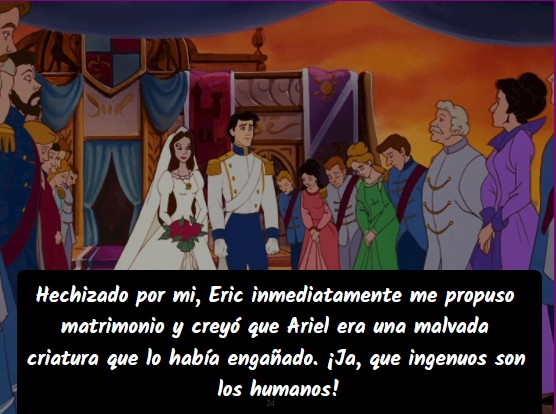 Hechizado por mi, Eric inmediatamente me propuso
matrimonio y creyó que Ariel era una malvada
criatura que lo había engañado. ¡Ja, que ingenuos son
los humanos!
24